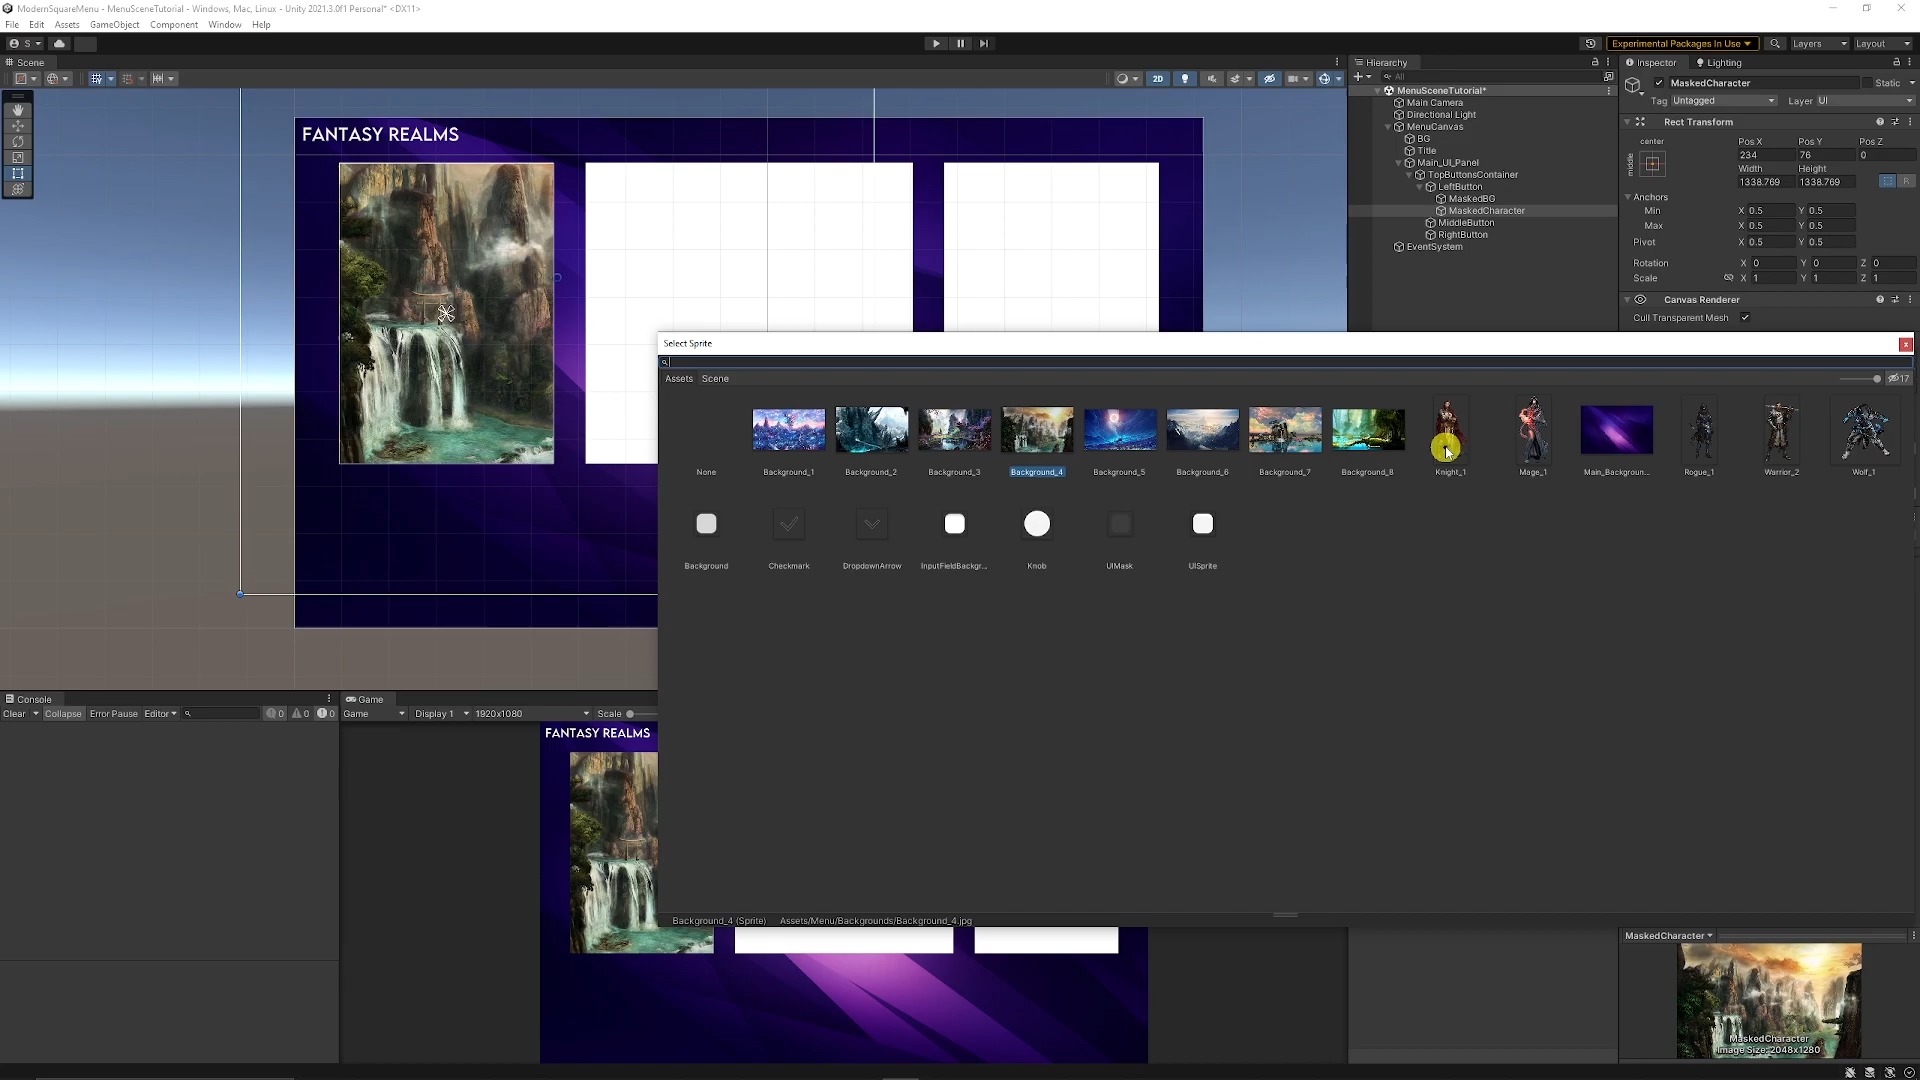 ModernSquareMenu - MenuSceneTutorial - Windows, Mac, Linux - Unity 2021.3.0f1 Personal* <DX11>
File Edit Assets GameObject Component Window Help
S Experimental Packages In Use Layers Layout
Scene
2D
FANTASY REALMS
Hierarchy
All
MenuSceneTutorial*
Main Camera
Directional Light
MenuCanvas
BG
Title
Main_UI_Panel
TopButtonsContainer
LeftButton
MaskedBG
MaskedCharacter
MiddleButton
RightButton
EventSystem
Inspector Lighting
MaskedCharacter Static
Tag Untagged Layer UI
Rect Transform
center Pos X Pos Y Pos Z
middle 234 76 0
Width Height
1338.769 1338.769 R
Anchors
Min X 0.5 Y 0.5
Max X 0.5 Y 0.5
Pivot X 0.5 Y 0.5
Rotation X 0 Y 0 Z 0
Scale X 1 Y 1 Z 1
Canvas Renderer
Cull Transparent Mesh
Select Sprite x
Assets Scene 17
None Background_1 Background_2 Background_3 Background_4 Background_5 Background_6 Background_7 Background_8 Knight_1 Mage_1 Main_Backgroun... Rogue_1 Warrior_2 Wolf_1
Background Checkmark DropdownArrow InputFieldBackgr... Knob UIMask UISprite
Background_4 (Sprite) Assets/Menu/Backgrounds/Background_4.jpg
Console
Clear Collapse Error Pause Editor 0 0 0
Game
Game Display 1 1920x1080 Scale
FANTASY REALMS
MaskedCharacter
MaskedCharacter
Image Size: 2048x1280